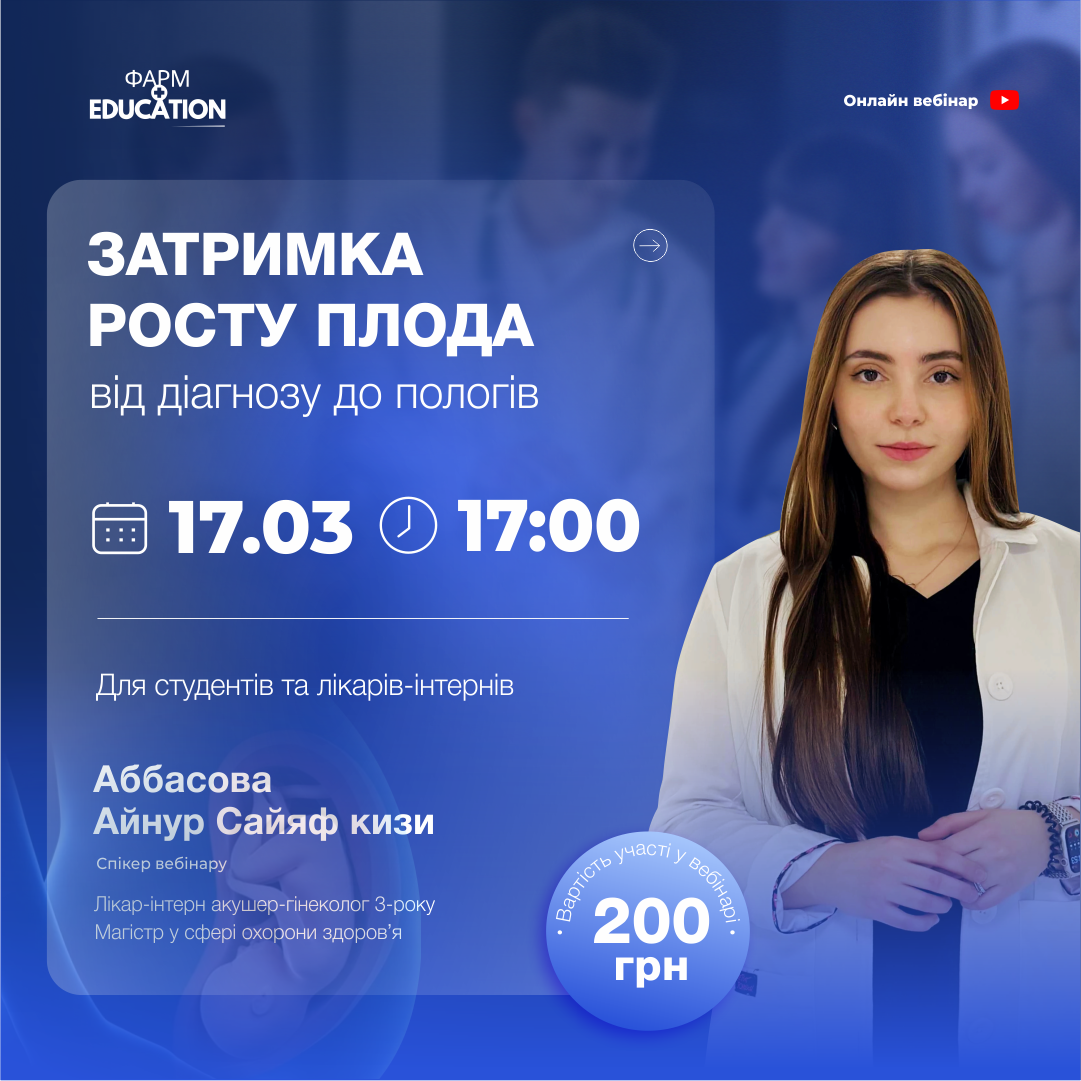 ФАРМ
EDUCATION
Онлайн вебінар
ЗАТРИМКА
РОСТУ ПЛОДА
від діагнозу до пологів
17.03 17:00
Для студентів та лікарів-інтернів
Аббасова
Айнур Сайяф кизи
Спікер вебінару
Лікар-інтерн акушер-гінеколог 3-року
Магістр у сфері охорони здоров’я
• Вартість участі у вебінарі •
200
грн